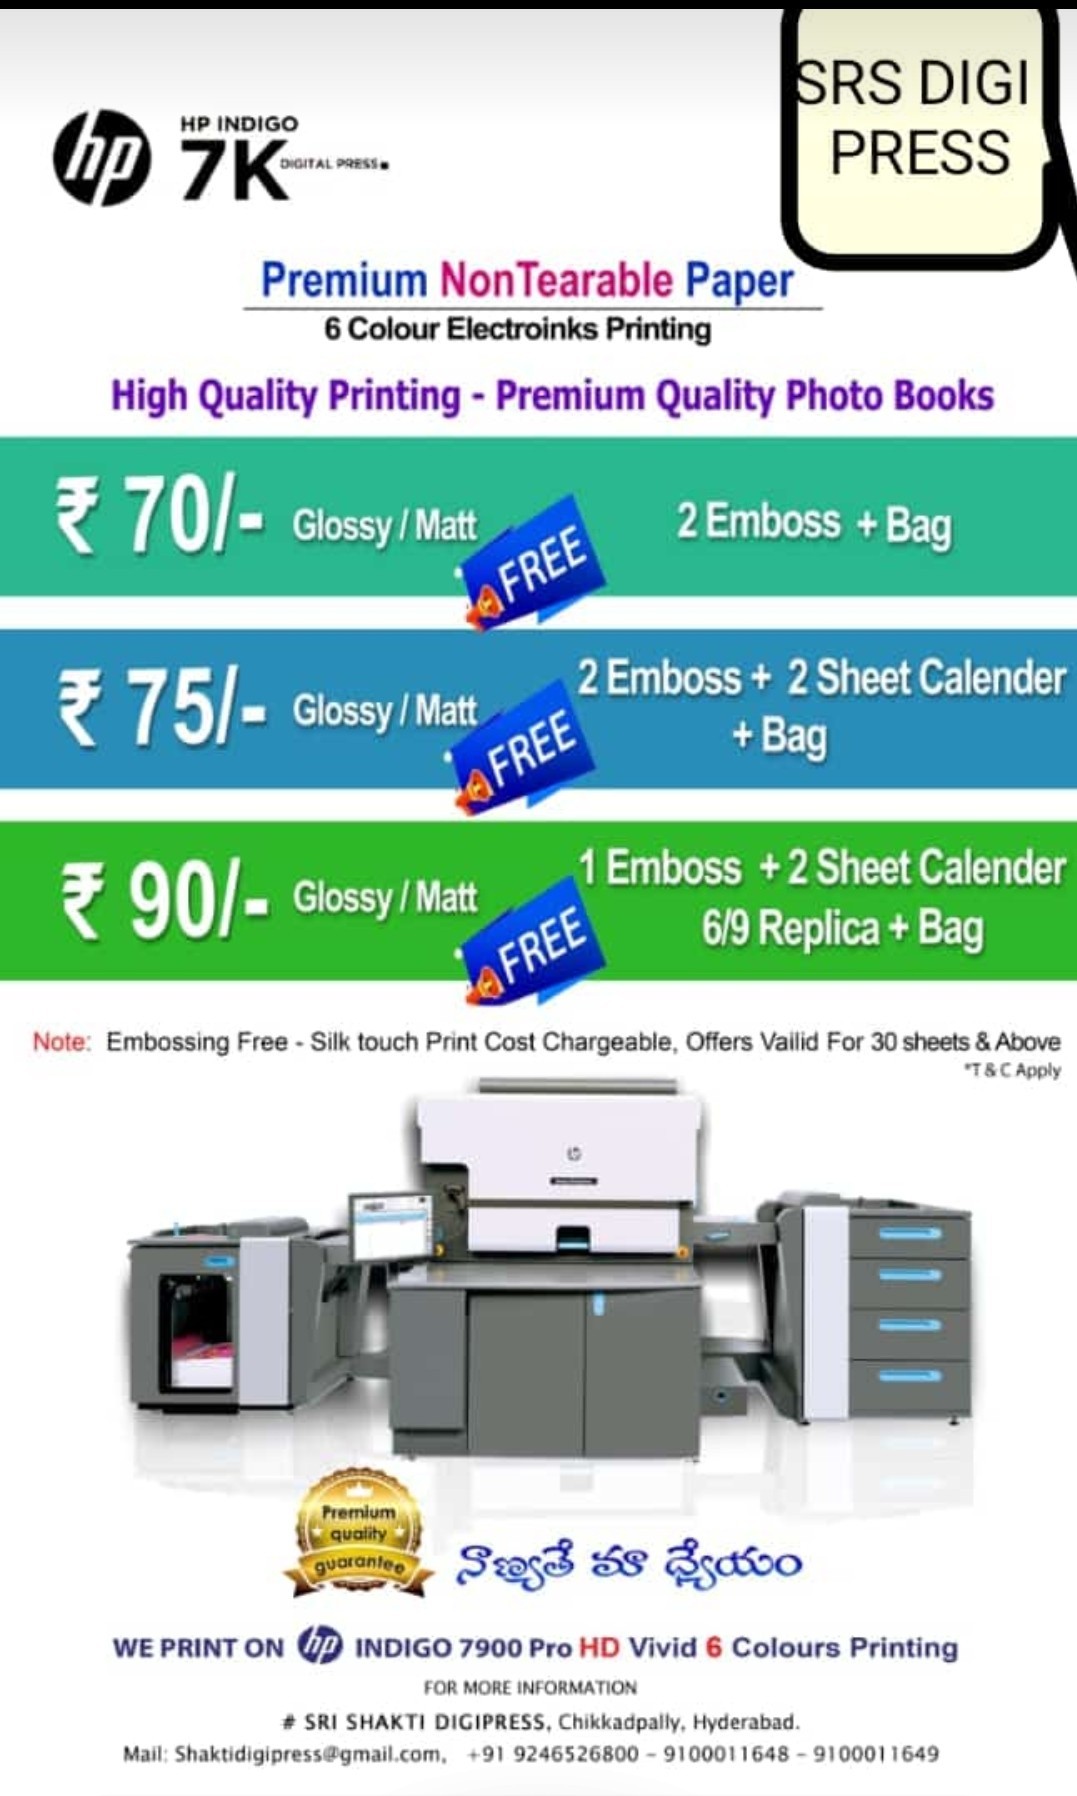 SRS DIGI
PRESS
hp
HP INDIGO
7K DIGITAL PRESS
Premium NonTearable Paper
6 Colour Electroinks Printing
High Quality Printing - Premium Quality Photo Books
₹ 70/- Glossy / Matt FREE 2 Emboss + Bag
₹ 75/- Glossy / Matt FREE 2 Emboss + 2 Sheet Calender
+ Bag
₹ 90/- Glossy / Matt FREE 1 Emboss + 2 Sheet Calender
6/9 Replica + Bag
Note: Embossing Free - Silk touch Print Cost Chargeable, Offers Vailid For 30 sheets & Above
*T & C Apply
hp
Premium
quality
guarantee
నాణ్యతే మా ధ్యేయం
WE PRINT ON hp INDIGO 7900 Pro HD Vivid 6 Colours Printing
FOR MORE INFORMATION
# SRI SHAKTI DIGIPRESS, Chikkadpally, Hyderabad.
Mail: Shaktidigipress@gmail.com, +91 9246526800 - 9100011648 - 9100011649